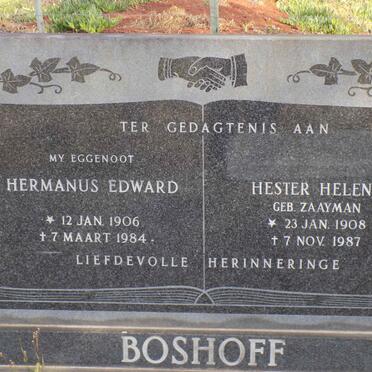 TER GEDAGTENIS AAN
MY EGGENOOT
HERMANUS EDWARD
* 12 JAN. 1906
† 7 MAART 1984.
HESTER HELEN
GEB. ZAAYMAN
* 23 JAN. 1908
† 7 NOV. 1987
LIEFDEVOLLE HERINNERINGE
BOSHOFF